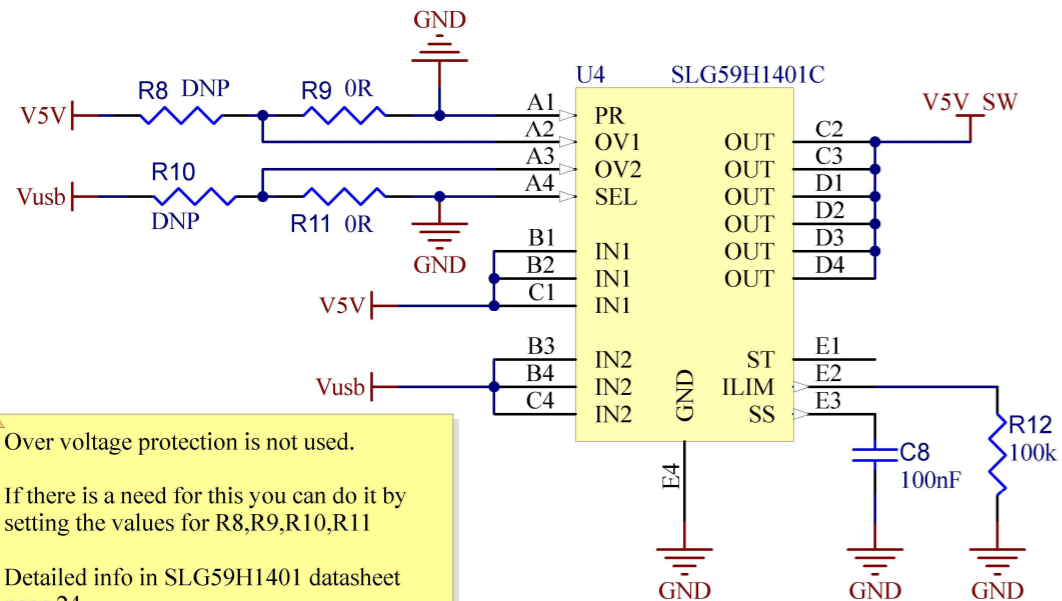 GND
U4 SLG59H1401C
R8 DNP R9 0R
V5V
A1 PR
A2 OV1
A3 OV2
A4 SEL
R10
Vusb
DNP
R11 0R
GND
B1 IN1
B2 IN1
C1 IN1
V5V
B3 IN2
B4 IN2
C4 IN2
Vusb
V5V_SW
OUT C2
OUT C3
OUT D1
OUT D2
OUT D3
OUT D4
ST E1
ILIM E2
SS E3
GND
E4
C8
100nF
R12
100k
GND GND GND
Over voltage protection is not used.
If there is a need for this you can do it by
setting the values for R8,R9,R10,R11
Detailed info in SLG59H1401 datasheet